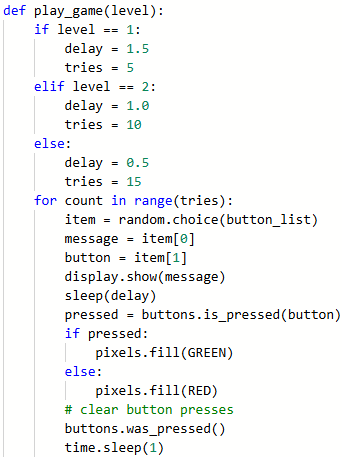 def play_game(level):
    if level == 1:
        delay = 1.5
        tries = 5
    elif level == 2:
        delay = 1.0
        tries = 10
    else:
        delay = 0.5
        tries = 15
    for count in range(tries):
        item = random.choice(button_list)
        message = item[0]
        button = item[1]
        display.show(message)
        sleep(delay)
        pressed = buttons.is_pressed(button)
        if pressed:
            pixels.fill(GREEN)
        else:
            pixels.fill(RED)
        # clear button presses
        buttons.was_pressed()
        time.sleep(1)